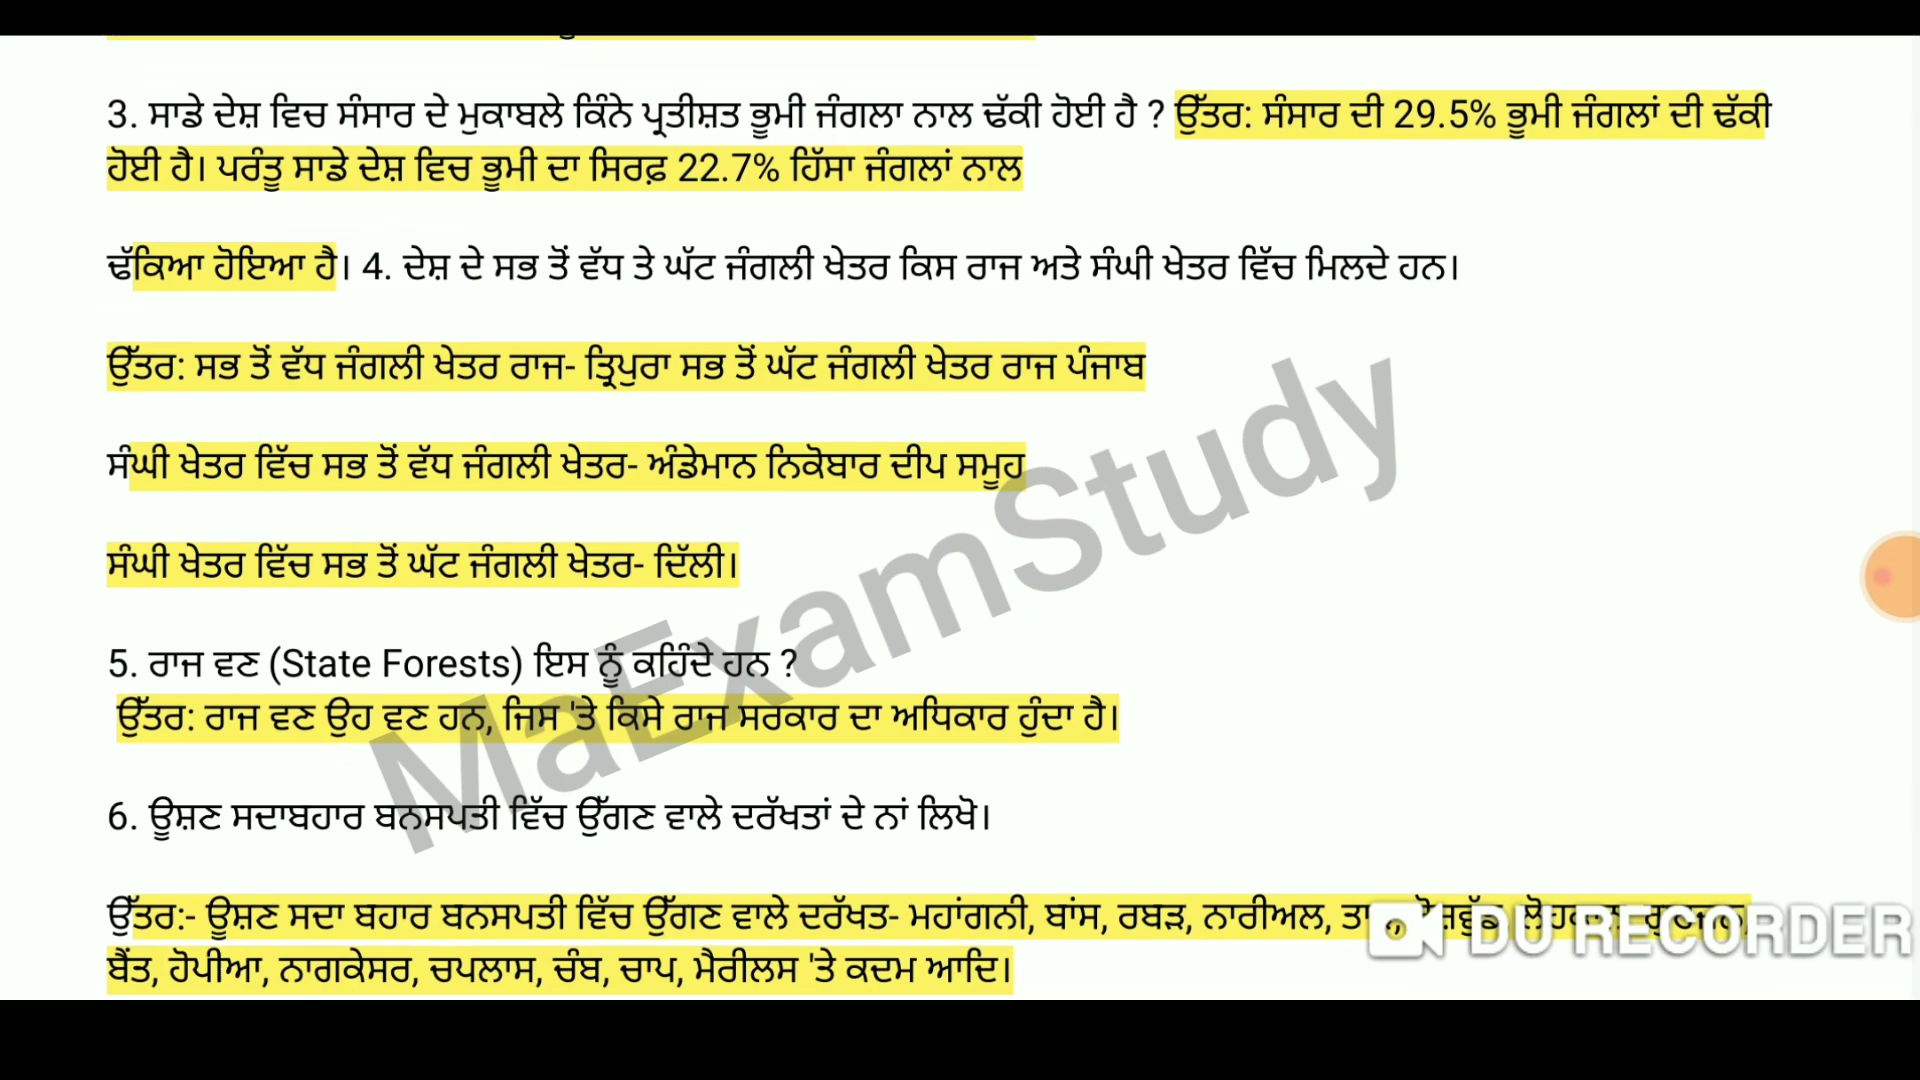 3. ਸਾਡੇ ਦੇਸ਼ ਵਿਚ ਸੰਸਾਰ ਦੇ ਮੁਕਾਬਲੇ ਕਿੰਨੇ ਪ੍ਰਤੀਸ਼ਤ ਭੂਮੀ ਜੰਗਲਾ ਨਾਲ ਢੱਕੀ ਹੋਈ ਹੈ ? ਉੱਤਰ: ਸੰਸਾਰ ਦੀ 29.5% ਭੂਮੀ ਜੰਗਲਾਂ ਦੀ ਢੱਕੀ
ਹੋਈ ਹੈ। ਪਰੰਤੂ ਸਾਡੇ ਦੇਸ਼ ਵਿਚ ਭੂਮੀ ਦਾ ਸਿਰਫ਼ 22.7% ਹਿੱਸਾ ਜੰਗਲਾਂ ਨਾਲ
ਢੱਕਿਆ ਹੋਇਆ ਹੈ। 4. ਦੇਸ਼ ਦੇ ਸਭ ਤੋਂ ਵੱਧ ਤੇ ਘੱਟ ਜੰਗਲੀ ਖੇਤਰ ਕਿਸ ਰਾਜ ਅਤੇ ਸੰਘੀ ਖੇਤਰ ਵਿੱਚ ਮਿਲਦੇ ਹਨ।
ਉੱਤਰ: ਸਭ ਤੋਂ ਵੱਧ ਜੰਗਲੀ ਖੇਤਰ ਰਾਜ- ਤ੍ਰਿਪੁਰਾ ਸਭ ਤੋਂ ਘੱਟ ਜੰਗਲੀ ਖੇਤਰ ਰਾਜ ਪੰਜਾਬ
ਸੰਘੀ ਖੇਤਰ ਵਿੱਚ ਸਭ ਤੋਂ ਵੱਧ ਜੰਗਲੀ ਖੇਤਰ- ਅੰਡੇਮਾਨ ਨਿਕੋਬਾਰ ਦੀਪ ਸਮੂਹ
ਸੰਘੀ ਖੇਤਰ ਵਿੱਚ ਸਭ ਤੋਂ ਘੱਟ ਜੰਗਲੀ ਖੇਤਰ- ਦਿੱਲੀ।
5. ਰਾਜ ਵਣ (State Forests) ਇਸ ਨੂੰ ਕਹਿੰਦੇ ਹਨ ?
ਉੱਤਰ: ਰਾਜ ਵਣ ਉਹ ਵਣ ਹਨ, ਜਿਸ 'ਤੇ ਕਿਸੇ ਰਾਜ ਸਰਕਾਰ ਦਾ ਅਧਿਕਾਰ ਹੁੰਦਾ ਹੈ।
6. ਊਸ਼ਣ ਸਦਾਬਹਾਰ ਬਨਸਪਤੀ ਵਿੱਚ ਉੱਗਣ ਵਾਲੇ ਦਰੱਖਤਾਂ ਦੇ ਨਾਂ ਲਿਖੋ।
ਉੱਤਰ:- ਊਸ਼ਣ ਸਦਾ ਬਹਾਰ ਬਨਸਪਤੀ ਵਿੱਚ ਉੱਗਣ ਵਾਲੇ ਦਰੱਖਤ- ਮਹਾਂਗਨੀ, ਬਾਂਸ, ਰਬੜ, ਨਾਰੀਅਲ,
ਬੈਂਤ, ਹੋਪੀਆ, ਨਾਗਕੇਸਰ, ਚਪਲਾਸ, ਚੰਬ, ਚਾਪ, ਮੈਰੀਲਸ 'ਤੇ ਕਦਮ ਆਦਿ।
MaExamStudy
DU RECORDER